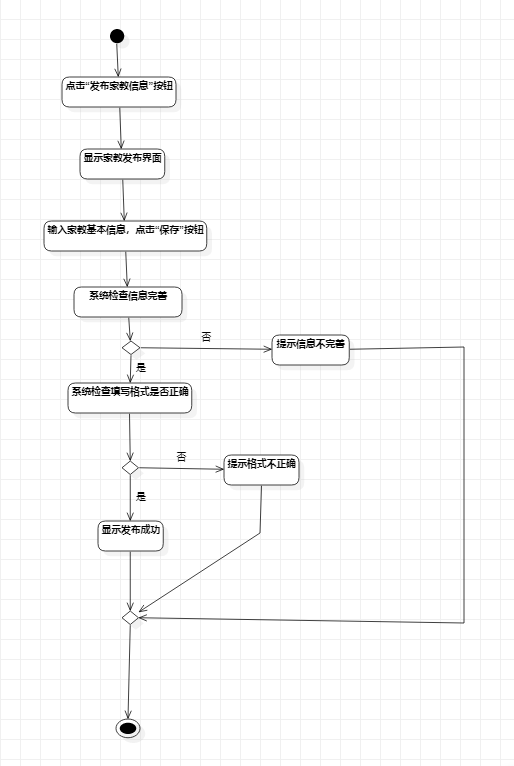 点击“发布家教信息”按钮
显示家教发布界面
输入家教基本信息，点击“保存”按钮
系统检查信息完善
否
提示信息不完善
是
系统检查填写格式是否正确
否
提示格式不正确
是
显示发布成功